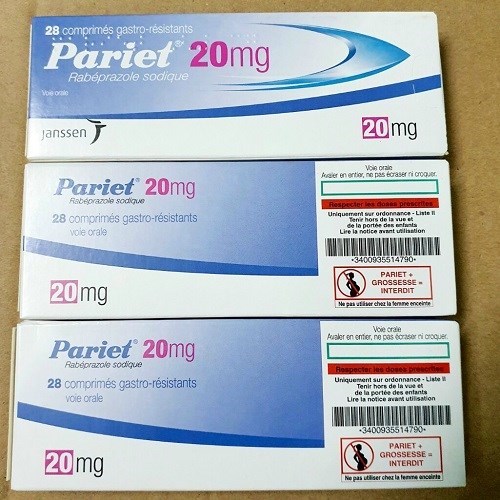 28 comprimés gastro-résistants
Pariet® 20mg
Rabéprazole sodique
Voie orale
janssen
20mg
Pariet® 20mg
Rabéprazole sodique
28 comprimés gastro-résistants
voie orale
20mg
Voie orale
Avaler en entier, ne pas écraser ni croquer.
Respecter les doses prescrites
Uniquement sur ordonnance - Liste II
Tenir hors de la vue et
de la portée des enfants
Lire la notice avant utilisation
3400935514790
PARIET +
GROSSESSE =
INTERDIT
Ne pas utiliser chez la femme enceinte
Pariet® 20mg
Rabéprazole sodique
28 comprimés gastro-résistants
voie orale
20mg
Voie orale
Avaler en entier, ne pas écraser ni croquer.
Respecter les doses prescrites
Uniquement sur ordonnance - Liste II
Tenir hors de la vue et
de la portée des enfants
Lire la notice avant utilisation
3400935514790
PARIET +
GROSSESSE =
INTERDIT
Ne pas utiliser chez la femme enceinte